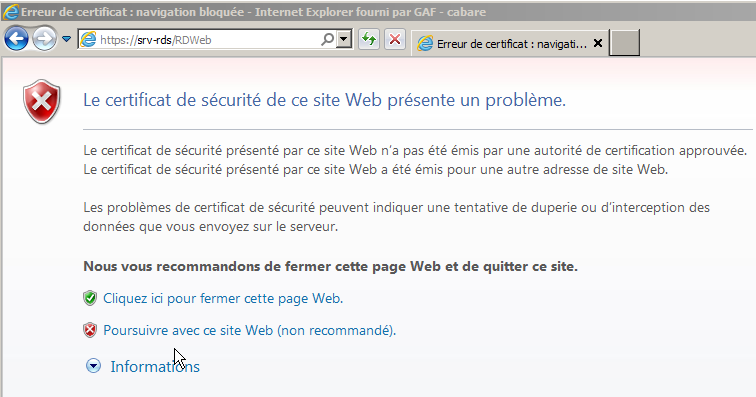 Erreur de certificat : navigation bloquée - Internet Explorer fourni par GAF - cabare
https://srv-rds/RDWeb
Erreur de certificat : navigati...
Le certificat de sécurité de ce site Web présente un problème.
Le certificat de sécurité présenté par ce site Web n'a pas été émis par une autorité de certification approuvée.
Le certificat de sécurité présenté par ce site Web a été émis pour une autre adresse de site Web.
Les problèmes de certificat de sécurité peuvent indiquer une tentative de duperie ou d'interception des
données que vous envoyez sur le serveur.
Nous vous recommandons de fermer cette page Web et de quitter ce site.
Cliquez ici pour fermer cette page Web.
Poursuivre avec ce site Web (non recommandé).
Informations